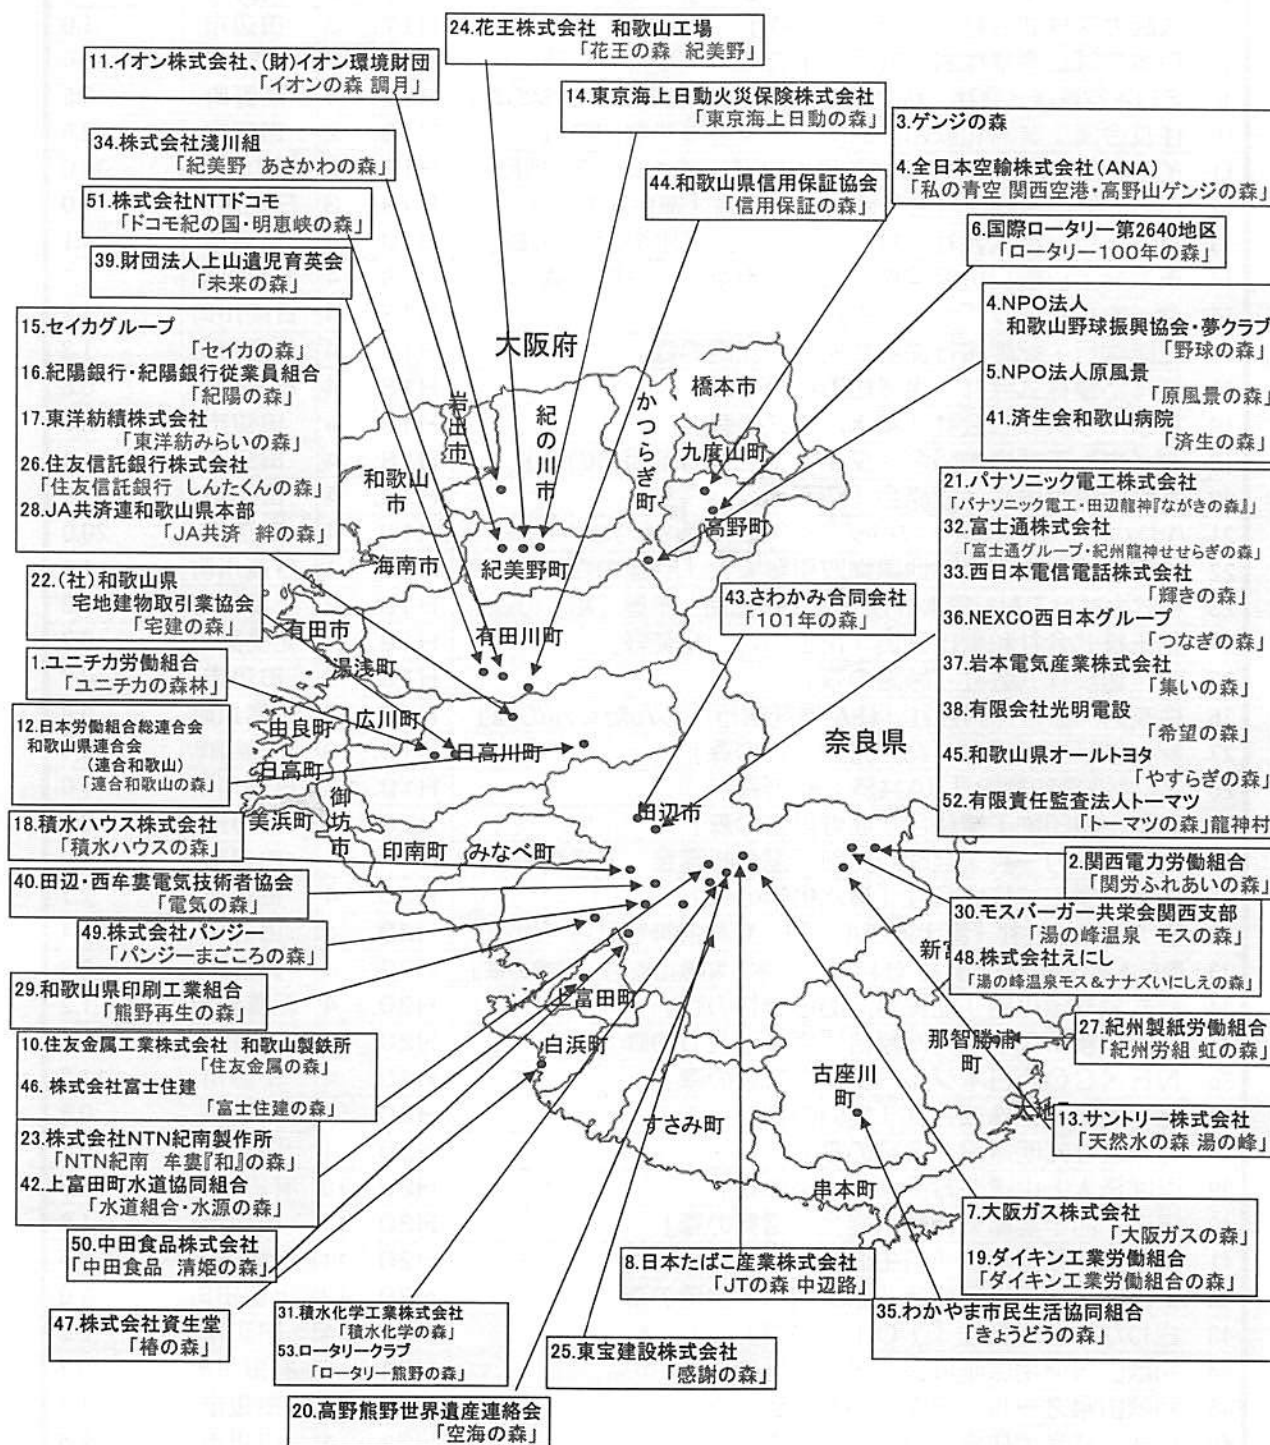 24.花王株式会社 和歌山工場
「花王の森 紀美野」
11.イオン株式会社、(財)イオン環境財団
「イオンの森 調月」
14.東京海上日動火災保険株式会社
「東京海上日動の森」
3.ゲンジの森
4.全日本空輸株式会社(ANA)
「私の青空 関西空港・高野山ゲンジの森」
34.株式会社淺川組
「紀美野 あさかわの森」
44.和歌山県信用保証協会
「信用保証の森」
51.株式会社NTTドコモ
「ドコモ紀の国・明恵峡の森」
6.国際ロータリー第2640地区
「ロータリー100年の森」
39.財団法人上山遺児育英会
「未来の森」
4.NPO法人
和歌山野球振興協会・夢クラブ
「野球の森」
5.NPO法人原風景
「原風景の森」
41.済生会和歌山病院
「済生の森」
15.セイカグループ
「セイカの森」
16.紀陽銀行・紀陽銀行従業員組合
「紀陽の森」
17.東洋紡績株式会社
「東洋紡みらいの森」
26.住友信託銀行株式会社
「住友信託銀行 しんたくんの森」
28.JA共済連和歌山県本部
「JA共済 絆の森」
大阪府
橋本市
岩出市
紀の川市
かつらぎ町
九度山町
和歌山市
高野町
海南市
紀美野町
21.パナソニック電工株式会社
「パナソニック電工・田辺龍神『ながきの森』」
32.富士通株式会社
「富士通グループ・紀州龍神せせらぎの森」
33.西日本電信電話株式会社
「輝きの森」
36.NEXCO西日本グループ
「つなぎの森」
37.岩本電気産業株式会社
「集いの森」
38.有限会社光明電設
「希望の森」
45.和歌山県オールトヨタ
「やすらぎの森」
52.有限責任監査法人トーマツ
「トーマツの森」龍神村
22.(社)和歌山県
宅地建物取引業協会
「宅建の森」
43.さわかみ合同会社
「101年の森」
有田市
有田川町
湯浅町
1.ユニチカ労働組合
「ユニチカの森林」
由良町
広川町
12.日本労働組合総連合会
和歌山県連合会
(連合和歌山)
「連合和歌山の森」
日高町
日高川町
奈良県
美浜町
御坊市
田辺市
18.積水ハウス株式会社
「積水ハウスの森」
印南町
みなべ町
2.関西電力労働組合
「関労ふれあいの森」
40.田辺・西牟婁電気技術者協会
「電気の森」
30.モスバーガー共栄会関西支部
「湯の峰温泉 モスの森」
48.株式会社えにし
「湯の峰温泉モス&ナナズいにしえの森」
49.株式会社パンジー
「パンジーまごころの森」
新宮
29.和歌山県印刷工業組合
「熊野再生の森」
上富田町
10.住友金属工業株式会社 和歌山製鉄所
「住友金属の森」
46. 株式会社富士住建
「富士住建の森」
白浜町
那智勝浦町
27.紀州製紙労働組合
「紀州労組 虹の森」
古座川町
すさみ町
太地
13.サントリー株式会社
「天然水の森 湯の峰」
23.株式会社NTN紀南製作所
「NTN紀南 牟婁『和』の森」
42.上富田町水道協同組合
「水道組合・水源の森」
串本町
7.大阪ガス株式会社
「大阪ガスの森」
19.ダイキン工業労働組合
「ダイキン工業労働組合の森」
50.中田食品株式会社
「中田食品 清姫の森」
8.日本たばこ産業株式会社
「JTの森 中辺路」
47.株式会社資生堂
「椿の森」
31.積水化学工業株式会社
「積水化学の森」
53.ロータリークラブ
「ロータリー熊野の森」
35.わかやま市民生活協同組合
「きょうどうの森」
25.東宝建設株式会社
「感謝の森」
20.高野熊野世界遺産連絡会
「空海の森」